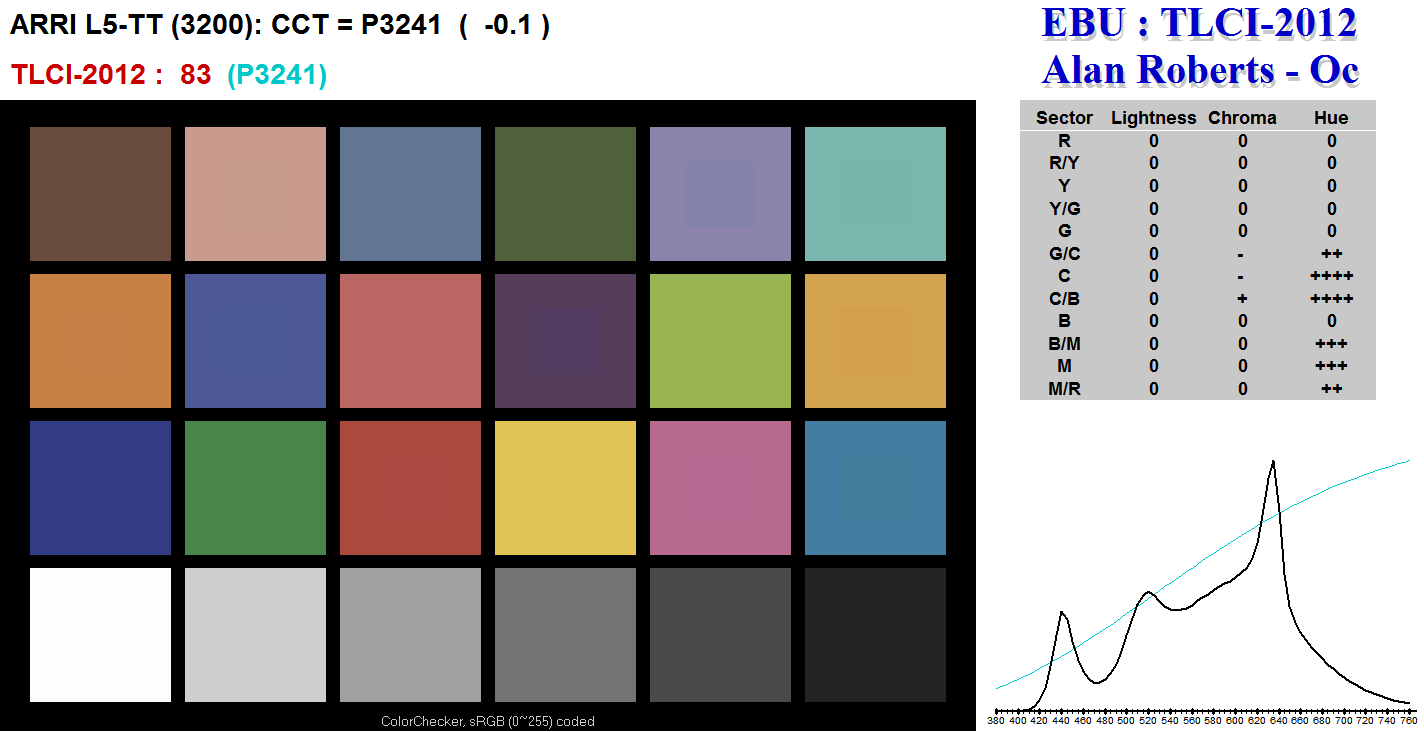 ARRI L5-TT (3200): CCT = P3241 ( -0.1 )
TLCI-2012 : 83 (P3241)
EBU : TLCI-2012
Alan Roberts - Oc
Sector Lightness Chroma Hue
R 0 0 0
R/Y 0 0 0
Y 0 0 0
Y/G 0 0 0
G 0 0 0
G/C 0 - ++
C 0 - ++++
C/B 0 + ++++
B 0 0 0
B/M 0 0 +++
M 0 0 +++
M/R 0 0 ++
380 400 420 440 460 480 500 520 540 560 580 600 620 640 660 680 700 720 740 760
ColorChecker, sRGB (0~255) coded